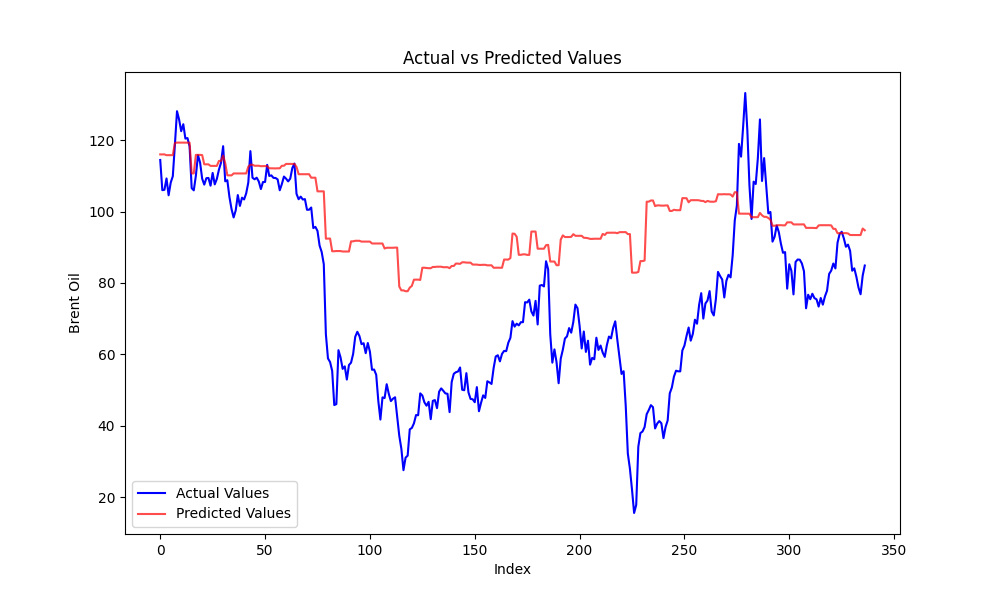 Actual vs Predicted Values
Brent Oil
120
100
80
60
40
20
Actual Values
Predicted Values
0 50 100 150 200 250 300 350
Index